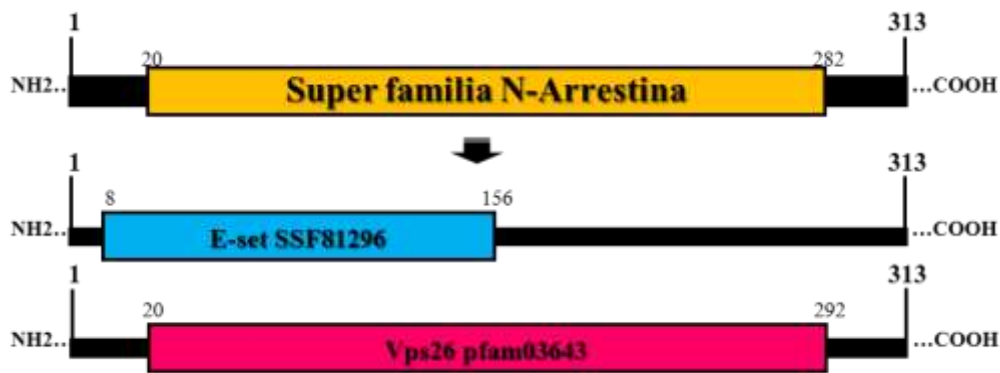 1 313
20 282
NH2.. Super familia N-Arrestina ...COOH
1 313
8 156
NH2.. E-set SSF81296 ...COOH
1 313
20 292
NH2.. Vps26 pfam03643 ...COOH